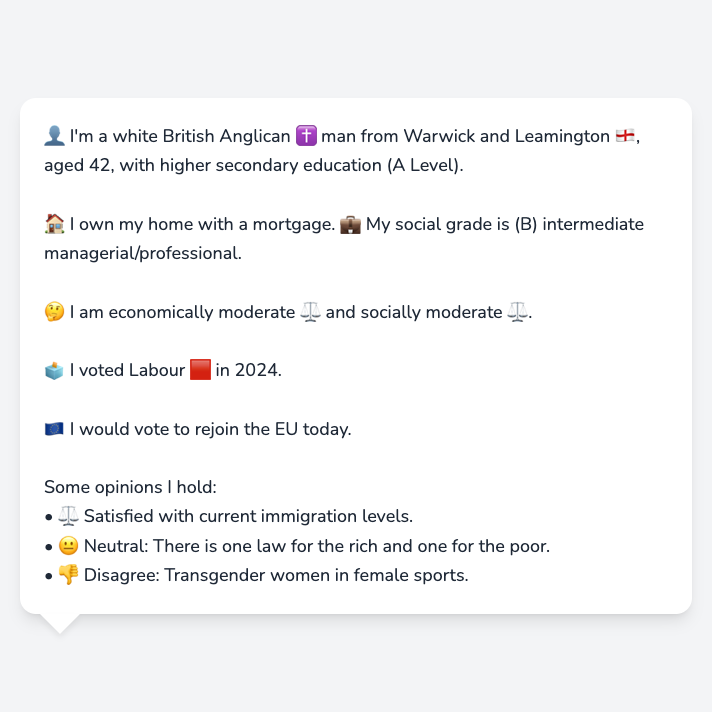 👤 I'm a white British Anglican ✝️ man from Warwick and Leamington 🏴󠁧󠁢󠁥󠁮󠁧󠁿,
aged 42, with higher secondary education (A Level).
🏠 I own my home with a mortgage. 💼 My social grade is (B) intermediate
managerial/professional.
🤔 I am economically moderate ⚖️ and socially moderate ⚖️.
🗳️ I voted Labour 🟥 in 2024.
🇪🇺 I would vote to rejoin the EU today.
Some opinions I hold:
• ⚖️ Satisfied with current immigration levels.
• 😐 Neutral: There is one law for the rich and one for the poor.
• 👎 Disagree: Transgender women in female sports.